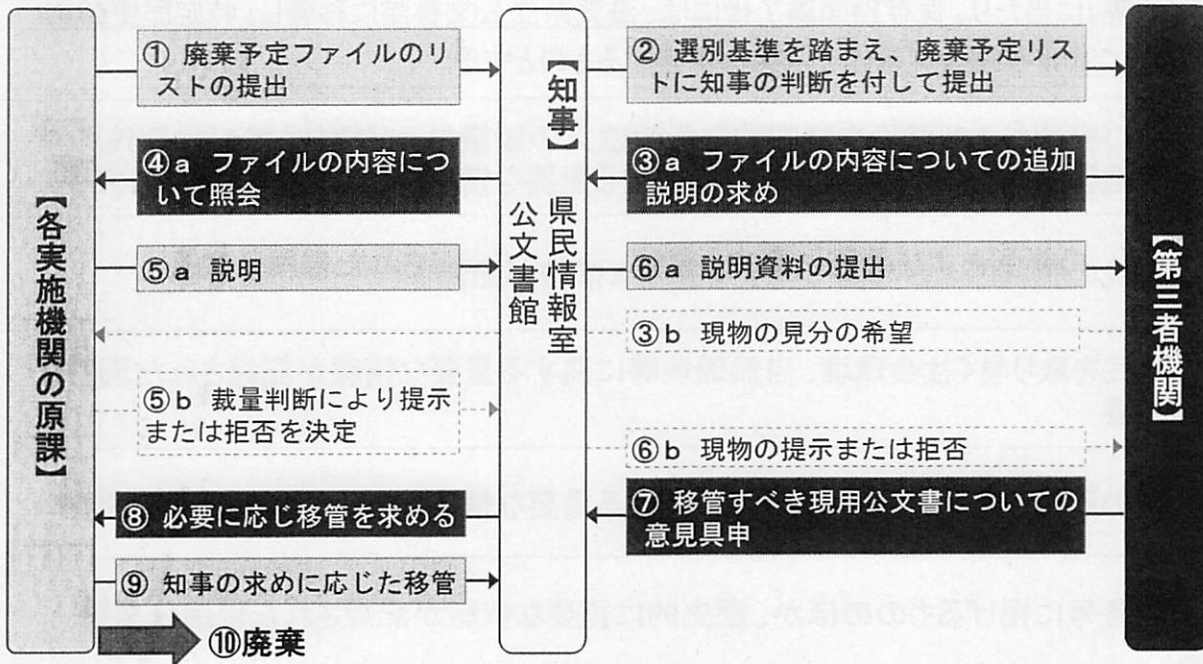 ① 廃棄予定ファイルのリ
ストの提出
② 選別基準を踏まえ、廃棄予定リス
トに知事の判断を付して提出
④a ファイルの内容につ
いて照会
③a ファイルの内容についての追加
説明の求め
⑤a 説明
⑥a 説明資料の提出
③b 現物の見分の希望
⑤b 裁量判断により提示
または拒否を決定
⑥b 現物の提示または拒否
⑧ 必要に応じ移管を求める
⑦ 移管すべき現用公文書についての
意見具申
⑨ 知事の求めに応じた移管
⑩廃棄
【各実施機関の原課】
【知事】
県民情報室
公文書館
【第三者機関】